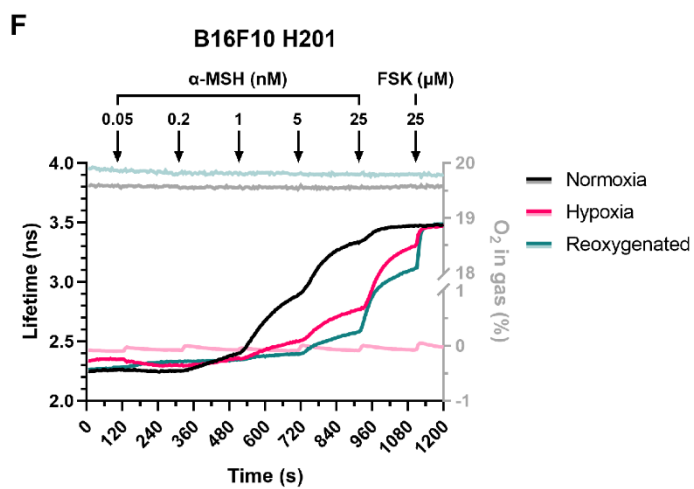 F
B16F10 H201
α-MSH (nM) FSK (μM)
0.05 0.2 1 5 25 25
4.0
3.5
3.0
2.5
2.0
Lifetime (ns)
20
19
18
1
0
-1
O₂ in gas (%)
0 120 240 360 480 600 720 840 960 1080 1200
Time (s)
Normoxia
Hypoxia
Reoxygenated